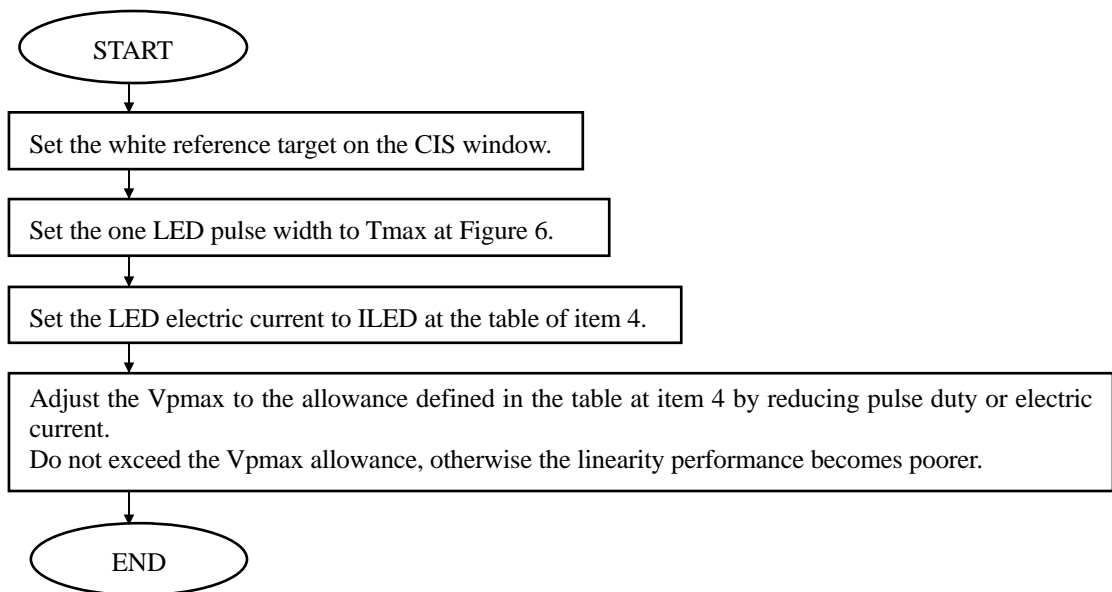 START
Set the white reference target on the CIS window.
Set the one LED pulse width to Tmax at Figure 6.
Set the LED electric current to ILED at the table of item 4.
Adjust the Vpmax to the allowance defined in the table at item 4 by reducing pulse duty or electric
current.
Do not exceed the Vpmax allowance, otherwise the linearity performance becomes poorer.
END